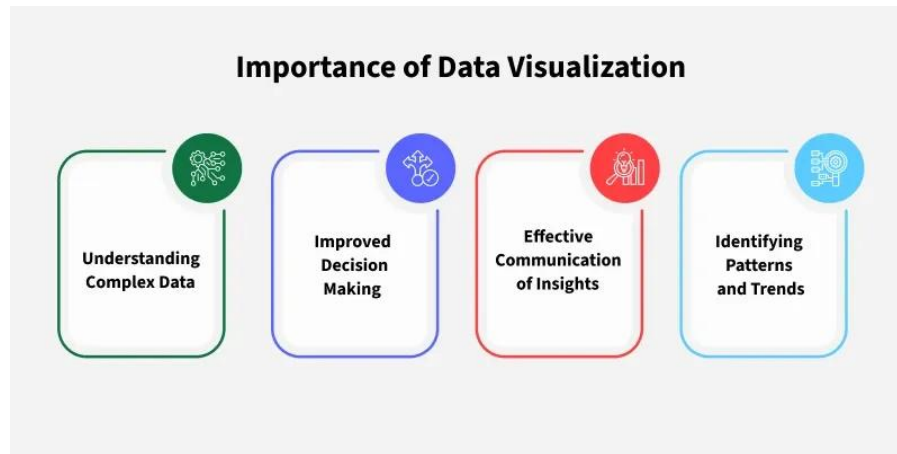 Importance of Data Visualization
Understanding
Complex Data
Improved
Decision
Making
Effective
Communication
of Insights
Identifying
Patterns
and Trends